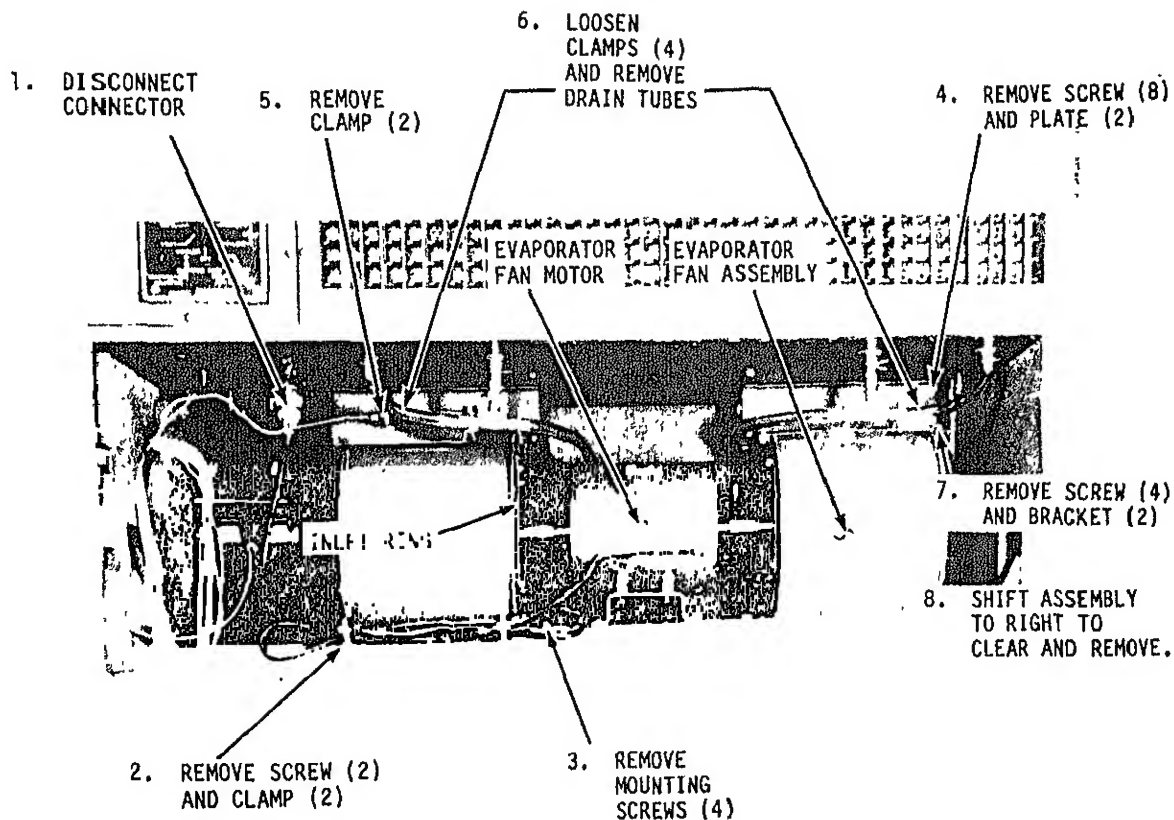 6. LOOSEN
CLAMPS (4)
AND REMOVE
DRAIN TUBES
1. DISCONNECT
CONNECTOR
5. REMOVE
CLAMP (2)
4. REMOVE SCREW (8)
AND PLATE (2)
EVAPORATOR
FAN MOTOR
EVAPORATOR
FAN ASSEMBLY
INLET RING
7. REMOVE SCREW (4)
AND BRACKET (2)
8. SHIFT ASSEMBLY
TO RIGHT TO
CLEAR AND REMOVE.
2. REMOVE SCREW (2)
AND CLAMP (2)
3. REMOVE
MOUNTING
SCREWS (4)